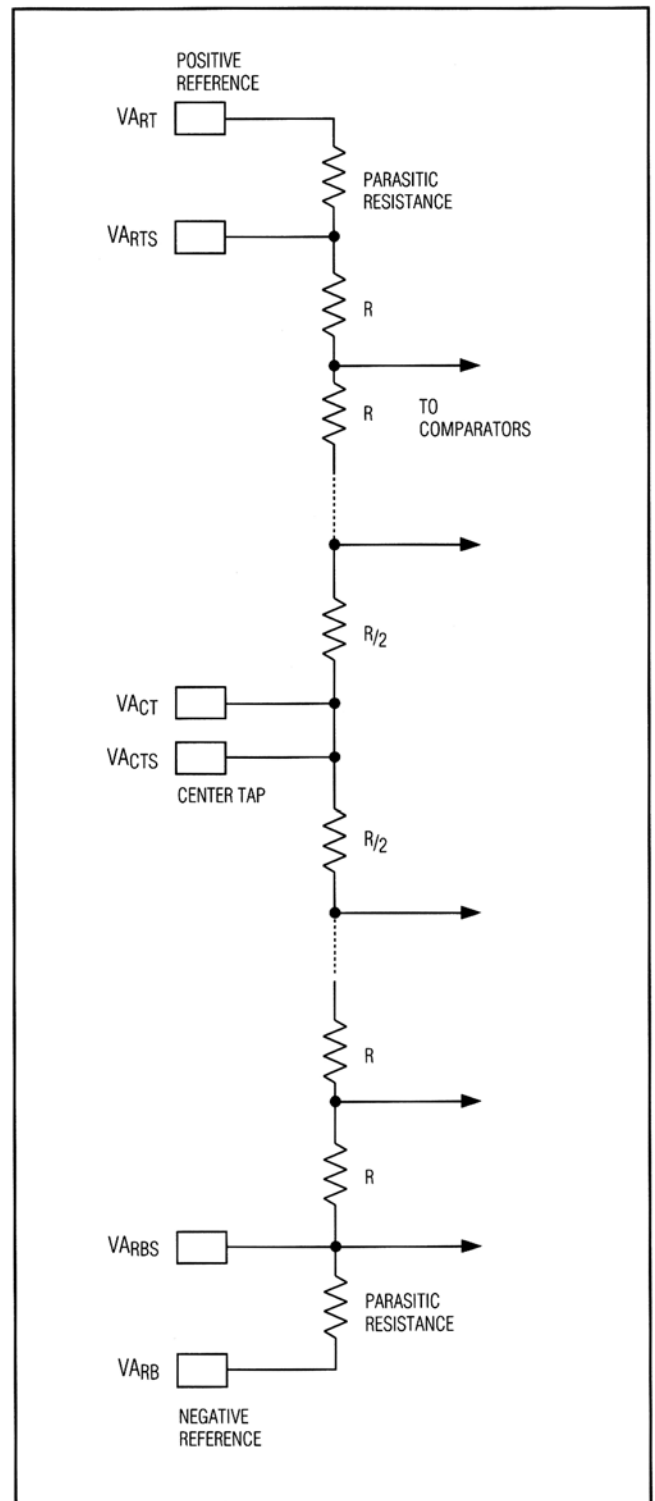 POSITIVE
REFERENCE
VART
PARASITIC
RESISTANCE
VARTS
R
R
TO
COMPARATORS
R/2
VACT
VACTS
CENTER TAP
R/2
R
R
VARBS
PARASITIC
RESISTANCE
VARB
NEGATIVE
REFERENCE